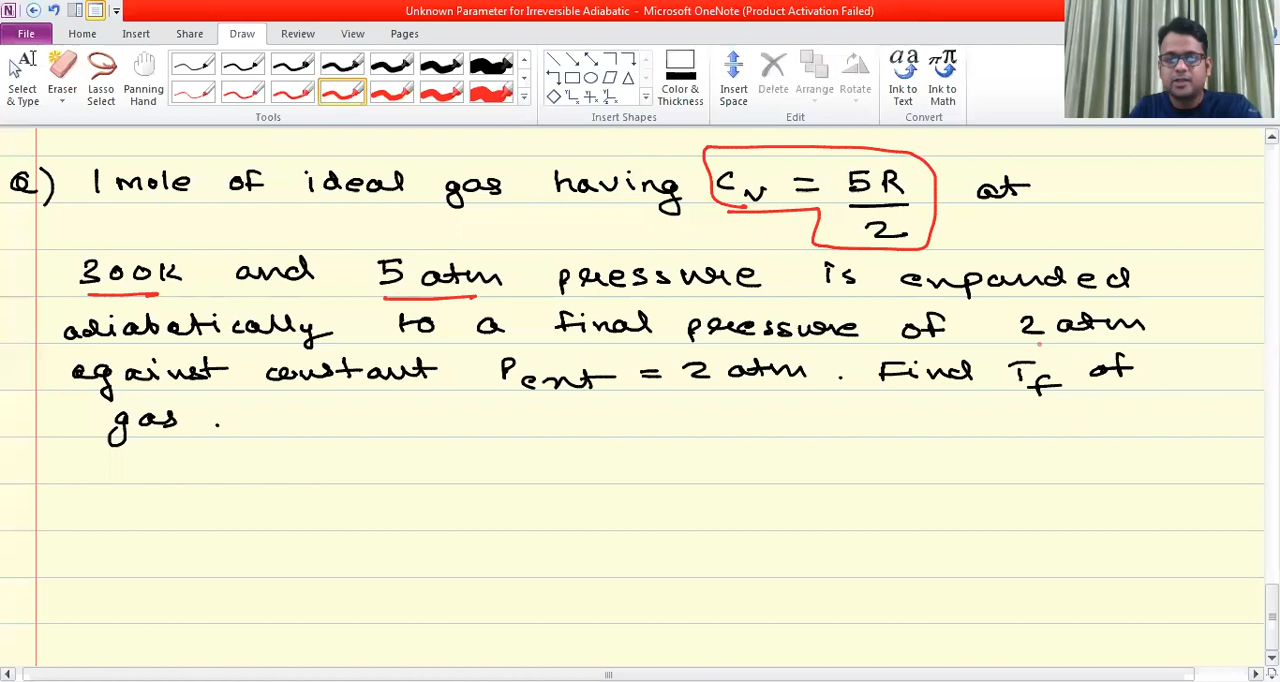 Unknown Parameter for Irreversible Adiabatic - Microsoft OneNote (Product Activation Failed)
File Home Insert Share Draw Review View Pages
Select & Type Eraser Lasso Select Panning Hand Color & Thickness Insert Space Delete Arrange Rotate Ink to Text Ink to Math
Tools Insert Shapes Edit Convert
Q) 1 mole of ideal gas having Cv = 5R/2 at
300K and 5 atm pressure is expanded
adiabatically to a final pressure of 2 atm
against constant Pext = 2 atm . Find Tf of
gas .